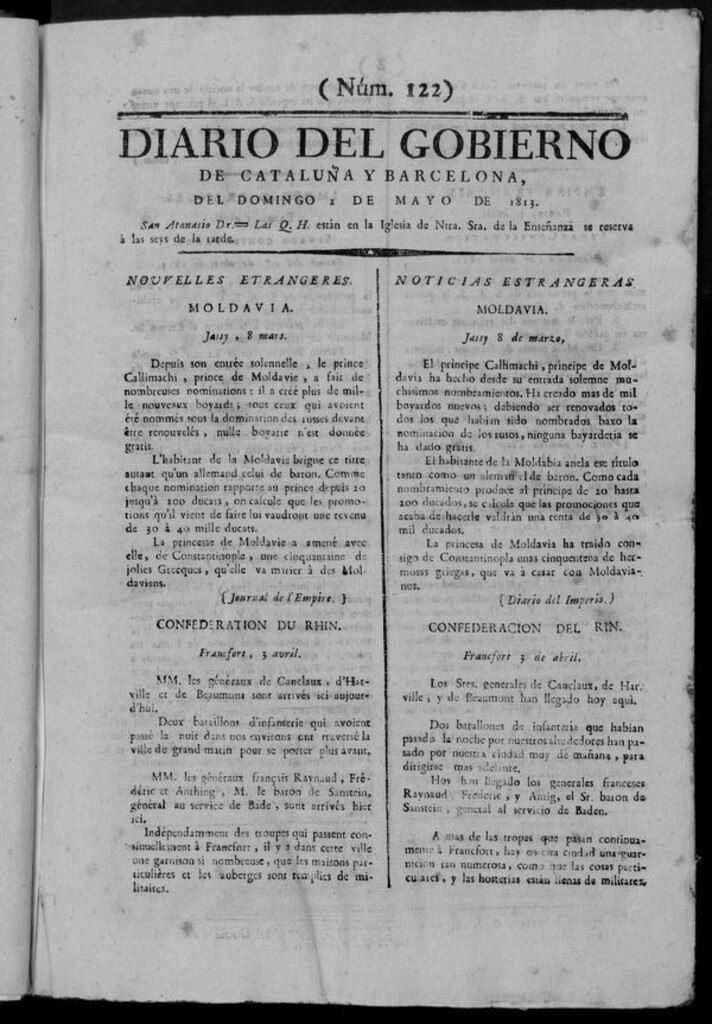 ( Núm. 122 )
DIARIO DEL GOBIERNO
DE CATALUÑA Y BARCELONA,
DEL DOMINGO 2 DE MAYO DE 1813.
San Atanasio Dr.= Las Q. H. están en la Iglesia de Ntra. Sra. de la Enseñanza se reserva
á las seys de la tarde.
NOUVELLES ETRANGERES.
MOLDAVIA.
Jassy, 8 mars.
Depuis son entrée solennelle, le prince
Callimachi, prince de Moldavie, a fait de
nombreuses nominations: il a créé plus de mil-
le nouveaux boyards; tous ceux qui avoient
été nommés sous la domination des russes devant
être renouvelés, nulle boyarie n'est donnée
gratis.
L'habitant de la Moldavie brigue ce titre
autant qu'un allemand celui de baron. Comme
chaque nomination rapporte au prince depuis 20
jusqu'à 200 ducats, on calcule que les promo-
tions qu'il vient de faire lui vaudront une revenu
de 30 à 40 mille ducats.
La princesse de Moldavie a amené avec
elle, de Constantinople, une cinquantaine de
jolies Grecques, qu'elle va marier à des Mol-
daviens.
(Journal de l'Empire.)
CONFEDERATION DU RHIN.
Francfort, 3 avril.
MM. les généraux de Canclaux, d'Har-
ville et de Beaumont sont arrivés ici aujour-
d'hui.
Deux bataillons d'infanterie qui avoient
passé la nuit dans nos environs ont traversé la
ville de grand matin pour se porter plus avant.
MM. les généraux français Raynaud, Fré-
déric et Anthing, M. le baron de Sanstein,
général au service de Bade, sont arrivés hier
ici.
Indépendamment des troupes qui passent con-
tinuellement à Francfort, il y a dans cette ville
une garnison si nombreuse, que les maisons par-
ticulières et les auberges sont remplies de mi-
litaires.
NOTICIAS ESTRANGERAS
MOLDAVIA.
Jassy 8 de marzo,
El principe Callimachi, principe de Mol-
davia ha hecho desde su entrada solemne mu-
chisimos nombramientos. Ha creado mas de mil
boyardos nuevos; debiendo ser renovados to-
dos los que habian sido nombrados baxo la
nominacion de los rusos, ninguna bayarderia se
ha dado gratis.
El habitante de la Moldabia anela ese título
tanto como un aleman el de baron. Como cada
nombramiento produce al principe de 20 hasta
200 ducados, se calcula que las promociones que
acaba de hacerle valdrán una renta de 30 à 40
mil ducados.
La princesa de Moldavia ha traido con-
sigo de Constantinopla unas cinquentena de her-
mosas griegas, que va à casar con Moldavia-
nos.
(Diario del Imperio.)
CONFEDERACION DEL RIN.
Francfort 3 de abril.
Los Sres. generales de Canclaux, de Har-
ville, y de Beaumont han llegado hoy aquí.
Dos batallones de infanteria que habian
pasado la noche por nuestros alrededores han pa-
sado por nuestra ciudad muy de mañana, para
dirigirse mas adelante.
Hoy han llegado los generales franceses
Raynaud, Frederic, y Antig, el Sr. baron de
Sanstein, general al servicio de Baden.
A mas de las tropas que pasan continua-
mente à Francfort, hay en esta ciudad una guar-
nicion tan numerosa, como que las cosas parti-
culares, y las hosterias están llenas de militares.